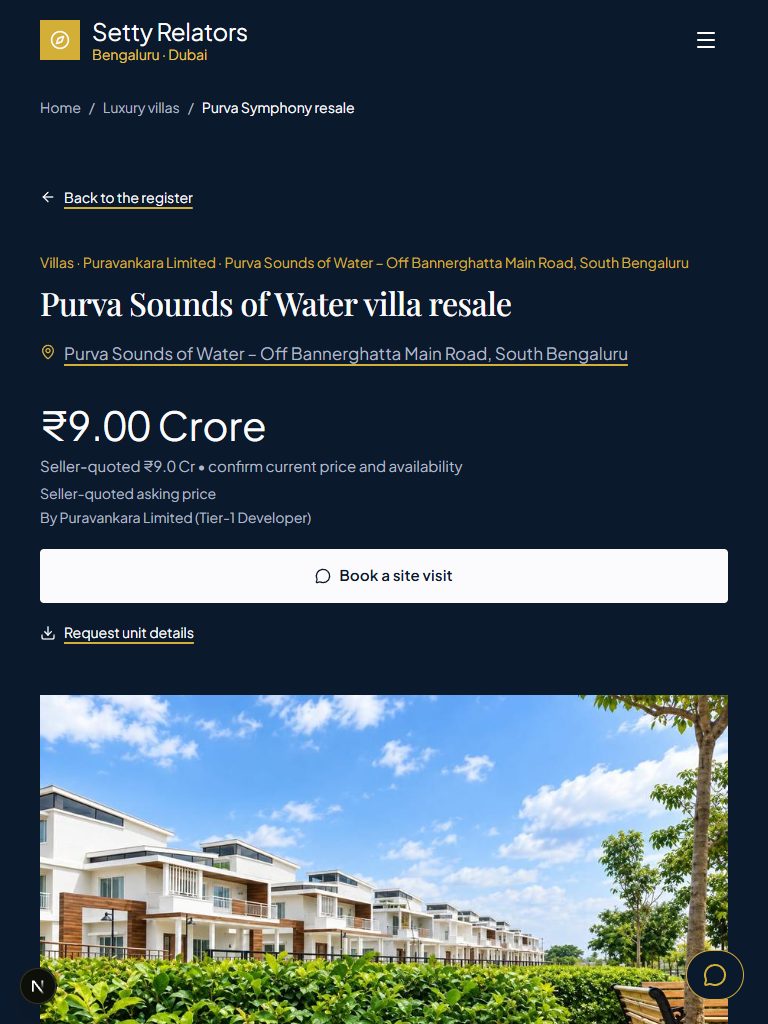 Setty Relators
Bengaluru · Dubai
Home / Luxury villas / Purva Symphony resale
Back to the register
Villas · Puravankara Limited · Purva Sounds of Water – Off Bannerghatta Main Road, South Bengaluru
Purva Sounds of Water villa resale
Purva Sounds of Water – Off Bannerghatta Main Road, South Bengaluru
₹9.00 Crore
Seller-quoted ₹9.0 Cr • confirm current price and availability
Seller-quoted asking price
By Puravankara Limited (Tier-1 Developer)
Book a site visit
Request unit details
N